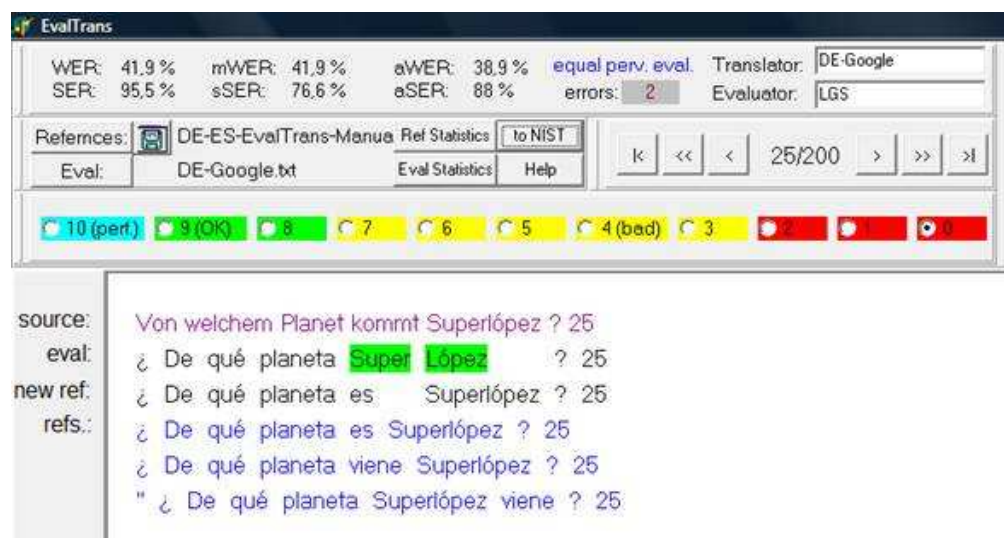 EvalTrans
WER: 41,9 % mWER: 41,9 % aWER: 38,9 % equal perv. eval. Translator: DE-Google
SER: 95,5 % sSER: 76,6 % aSER: 88 % errors: 2 Evaluator: LGS
Refernces: DE-ES-EvalTrans-Manua Ref Statistics to NIST
Eval: DE-Google.txt Eval Statistics Help |< << < 25/200 > >> >|
10 (perf.) 9 (OK) 8 7 6 5 4 (bad) 3 2 1 0
source: Von welchem Planet kommt Superlópez ? 25
eval: ¿ De qué planeta Super López ? 25
new ref: ¿ De qué planeta es Superlópez ? 25
refs.: ¿ De qué planeta es Superlópez ? 25
¿ De qué planeta viene Superlópez ? 25
" ¿ De qué planeta Superlópez viene ? 25